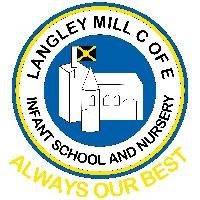 LANGLEY MILL C OF E
INFANT SCHOOL AND NURSERY
ALWAYS OUR BEST